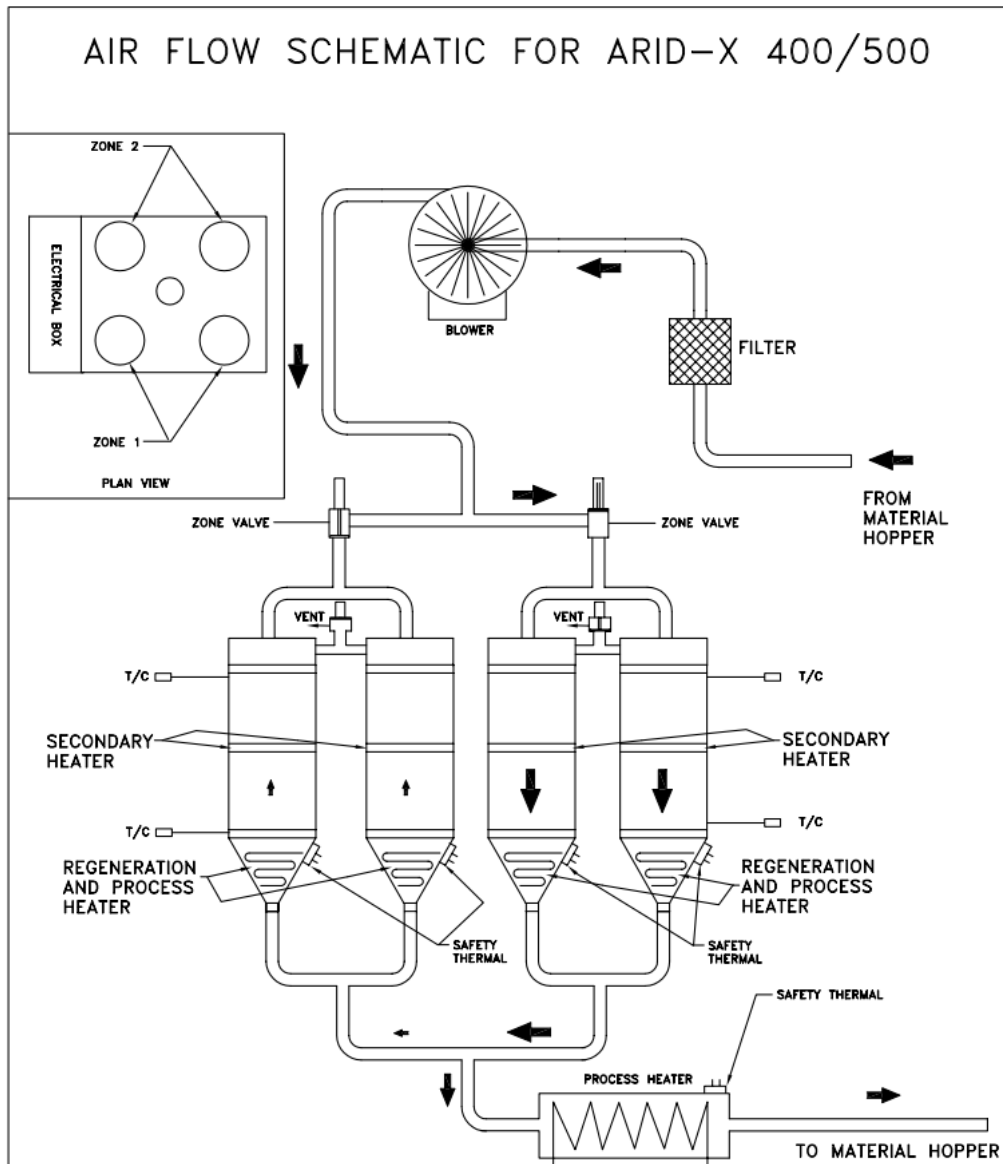 AIR FLOW SCHEMATIC FOR ARID-X 400/500
ZONE 2
ELECTRICAL BOX
ZONE 1
PLAN VIEW
BLOWER
FILTER
FROM
MATERIAL
HOPPER
ZONE VALVE
ZONE VALVE
VENT
VENT
T/C
T/C
SECONDARY
HEATER
SECONDARY
HEATER
T/C
T/C
REGENERATION
AND PROCESS
HEATER
REGENERATION
AND PROCESS
HEATER
SAFETY
THERMAL
SAFETY
THERMAL
SAFETY THERMAL
PROCESS HEATER
TO MATERIAL HOPPER